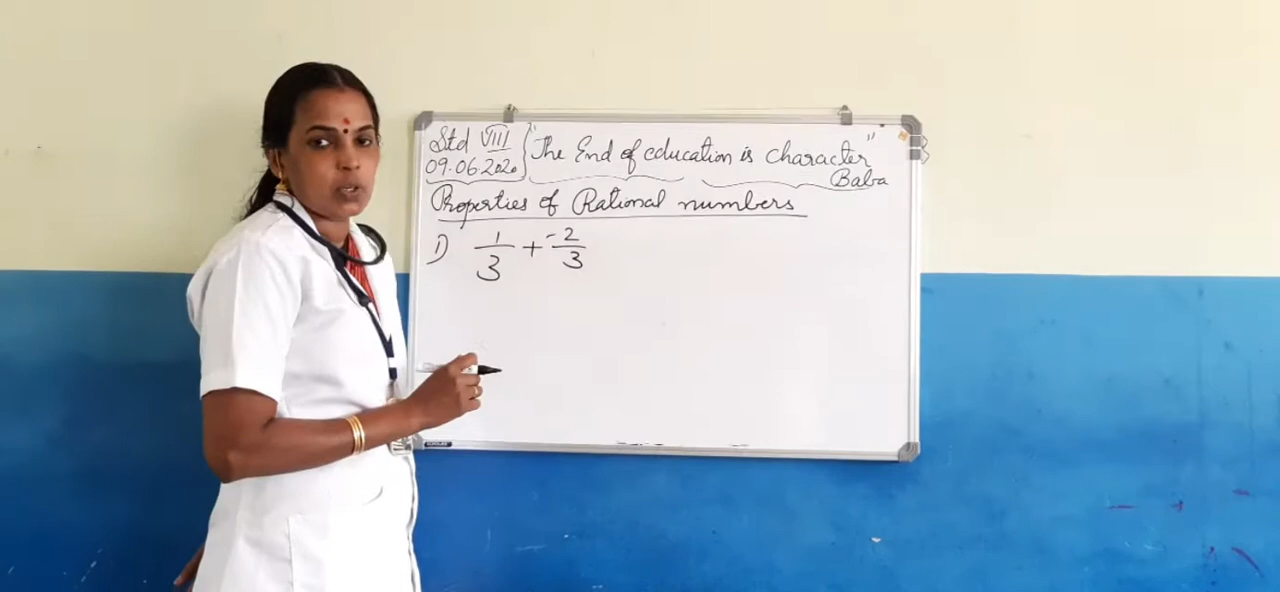 Std VIII
09.06.2020
"The End of education is character"
Baba
Properties of Rational numbers
1) 1/3 + -2/3